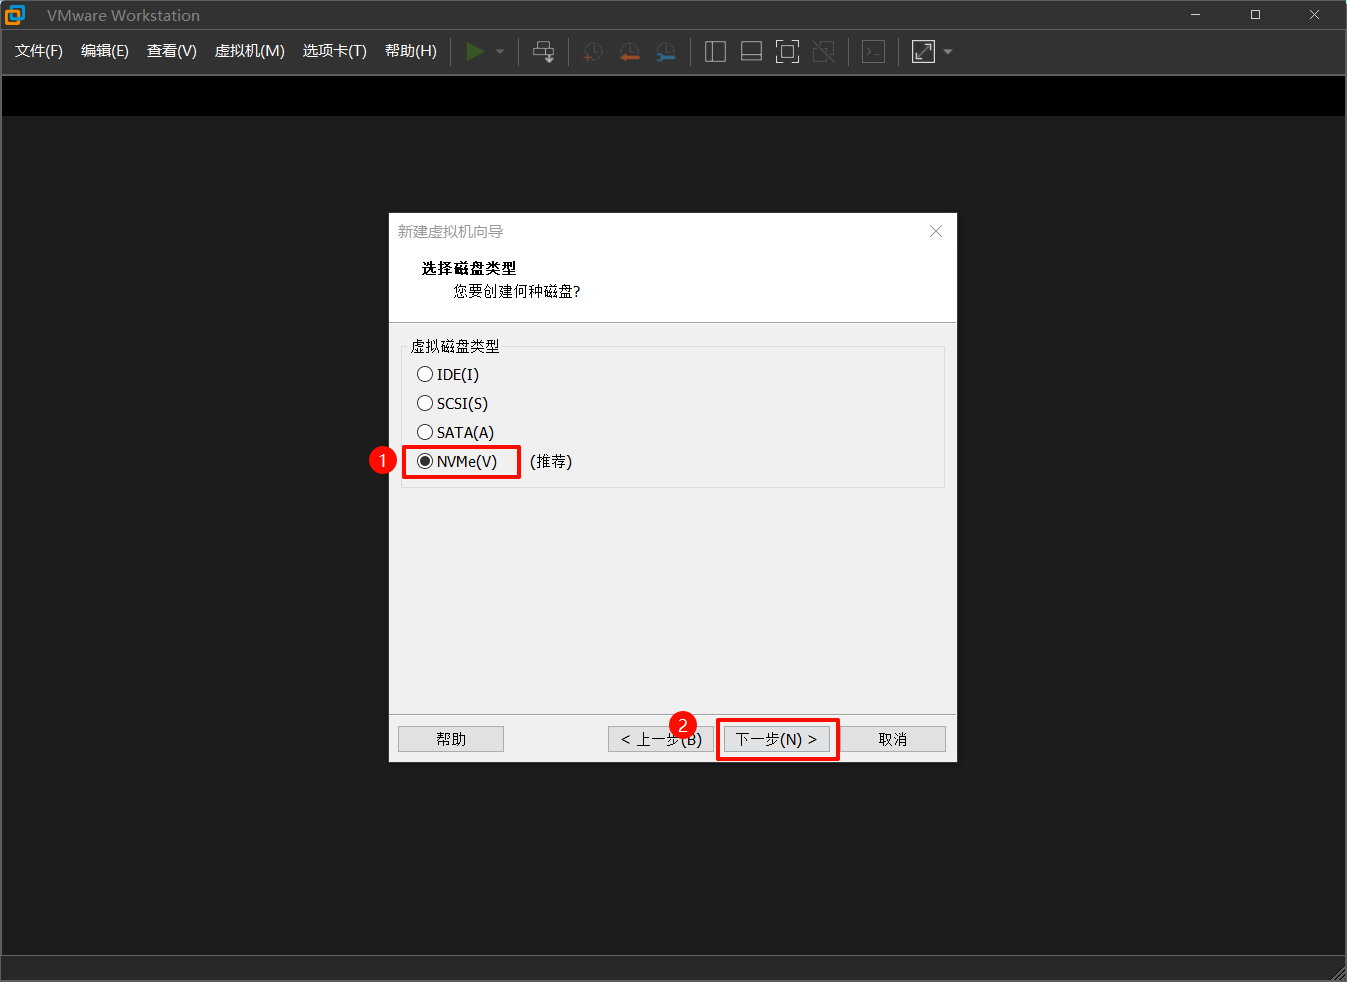 VMware Workstation
文件(F) 编辑(E) 查看(V) 虚拟机(M) 选项卡(T) 帮助(H)
新建虚拟机向导
选择磁盘类型
您要创建何种磁盘?
虚拟磁盘类型
IDE(I)
SCSI(S)
SATA(A)
1 NVMe(V) (推荐)
2
帮助 < 上一步(B) 下一步(N) > 取消